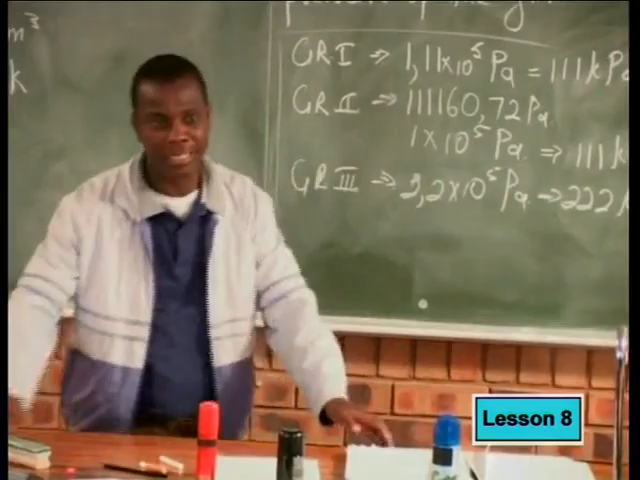 m³
k
GR I → 1,11x10⁵ Pa = 111 kPa
GR II → 111160,72 Pa
1x10⁵ Pa → 111 k
GR III → 2,2x10⁵ Pa → 222,
Lesson 8